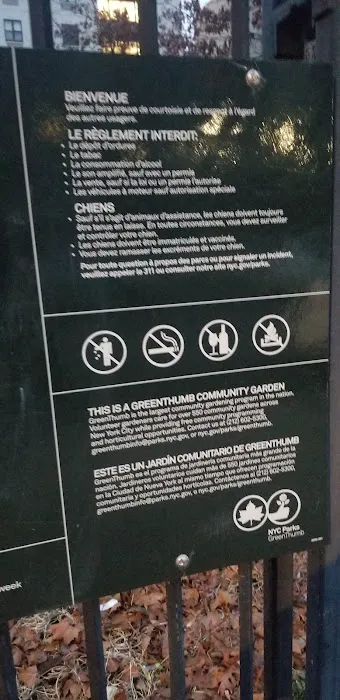 BIENVENUE
Veuillez faire preuve de courtoisie et de respect à l'égard
des autres usagers.
LE RÈGLEMENT INTERDIT:
• Le dépôt d'ordures
• Le tabac
• La consommation d'alcool
• Le son amplifié, sauf avec un permis
• La vente, sauf si la loi ou un permis l'autorise
• Les véhicules à moteur sauf autorisation spéciale
CHIENS
• Sauf s'il s'agit d'animaux d'assistance, les chiens doivent toujours
être tenus en laisse. En toutes circonstances, vous devez surveiller
et contrôler votre chien.
• Les chiens doivent être immatriculés et vaccinés.
• Vous devez ramasser les excréments de votre chien.
Pour toute question à propos des parcs ou pour signaler un incident,
veuillez appeler le 311 ou consulter notre site nyc.gov/parks.
THIS IS A GREENTHUMB COMMUNITY GARDEN
GreenThumb is the largest community gardening program in the nation.
Volunteer gardeners care for over 550 community gardens across
New York City while providing free community programming
and horticultural opportunities. Contact us at (212) 602-5300,
greenthumbinfo@parks.nyc.gov, or nyc.gov/parks/greenthumb.
ESTE ES UN JARDÍN COMUNITARIO DE GREENTHUMB
GreenThumb es el programa de jardinería comunitaria más grande de la
nación. Jardineros voluntarios cuidan más de 550 jardines comunitarios
en la Ciudad de Nueva York al mismo tiempo que ofrecen programación
comunitaria y oportunidades hortícolas. Contáctenos al (212) 602-5300,
greenthumbinfo@parks.nyc.gov, o nyc.gov/parks/greenthumb.
NYC Parks
GreenThumb
week